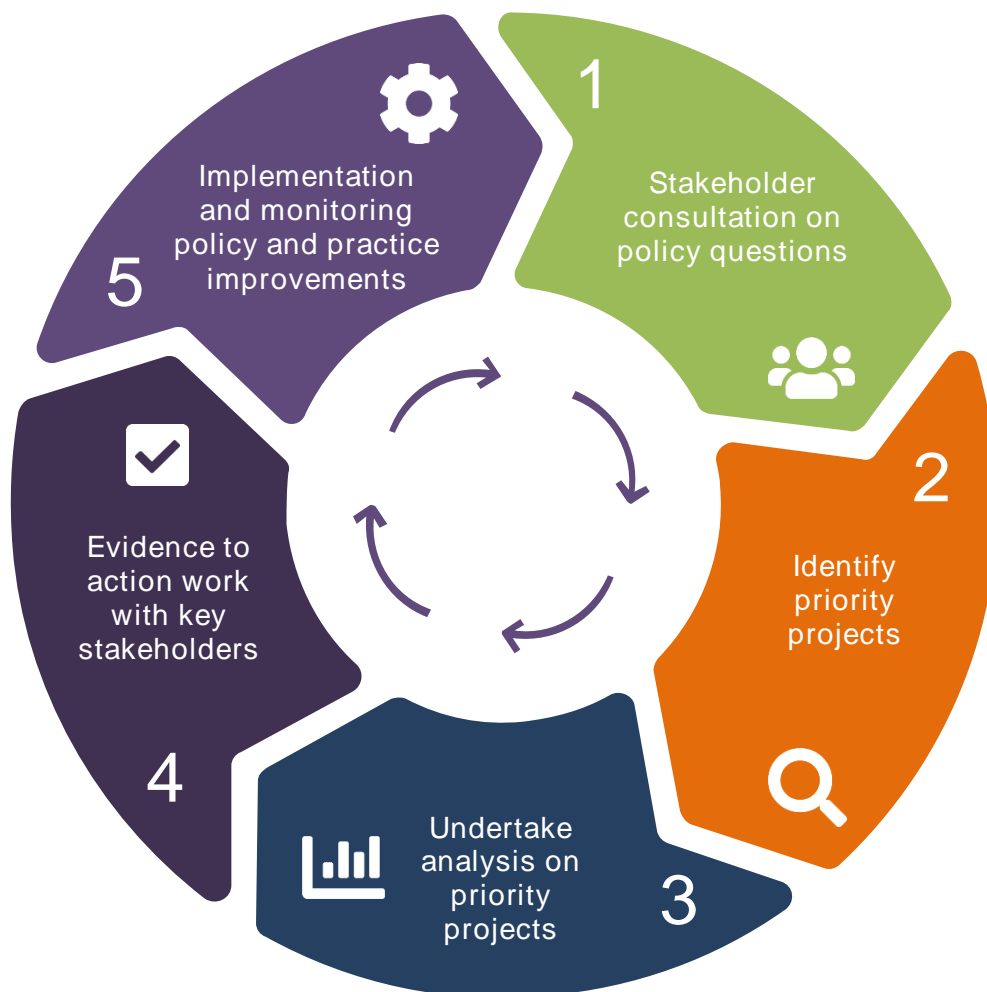 1
Stakeholder
consultation on
policy questions
2
Identify
priority
projects
3
Undertake
analysis on
priority
projects
4
Evidence to
action work
with key
stakeholders
5
Implementation
and monitoring
policy and practice
improvements